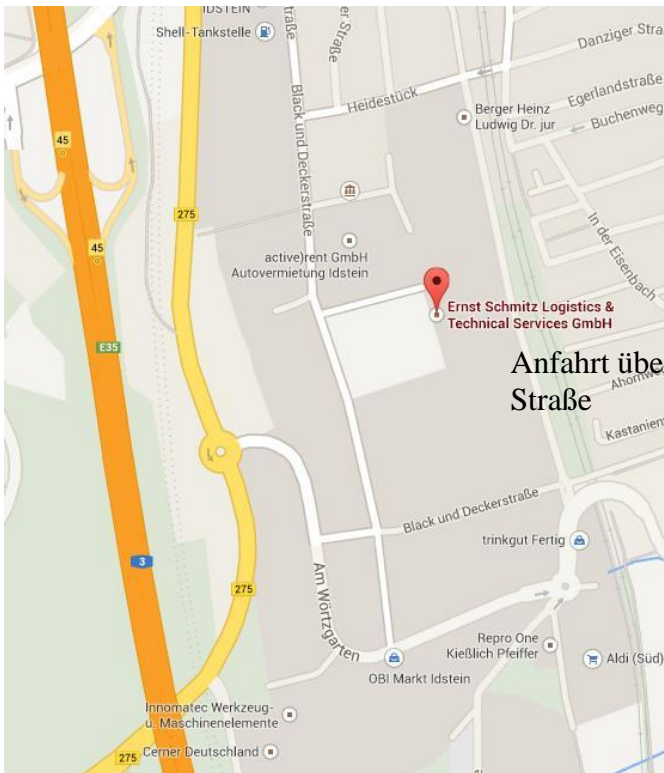 IDSTEIN
Shell-Tankstelle
Danziger Stra
Heidestück
Egerlandstraße
Berger Heinz
Ludwig Dr. jur
Buchenweg
45
Black und Deckerstraße
275
In der Eisenbach
active)rent GmbH
Autovermietung Idstein
45
Ernst Schmitz Logistics &
Technical Services GmbH
E35
Anfahrt übe
Straße
Ahornwe
Kastanien
Black und Deckerstraße
trinkgut Fertig
3
275
Am Wörtzgarten
Repro One
Kießlich Pfeiffer
Aldi (Süd)
OBI Markt Idstein
Innomatec Werkzeug-
u. Maschinenelemente
275
Cerner Deutschland